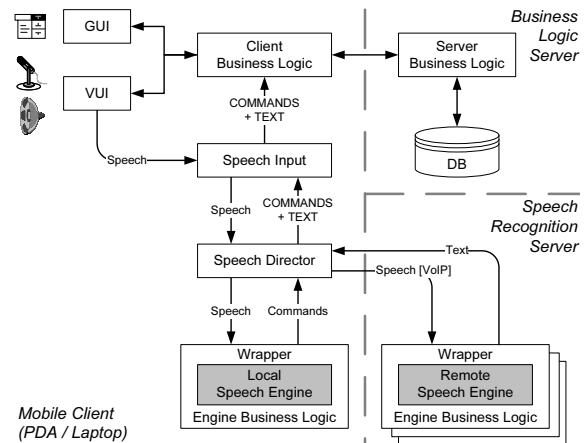 GUI
Client
Business Logic
Server
Business Logic
Business
Logic
Server
VUI
COMMANDS
+ TEXT
DB
Speech
Speech Input
Speech
COMMANDS
+ TEXT
Speech
Recognition
Server
Speech Director
Text
Speech [VoIP]
Speech
Commands
Wrapper
Local
Speech Engine
Engine Business Logic
Wrapper
Remote
Speech Engine
Engine Business Logic
Mobile Client
(PDA / Laptop)